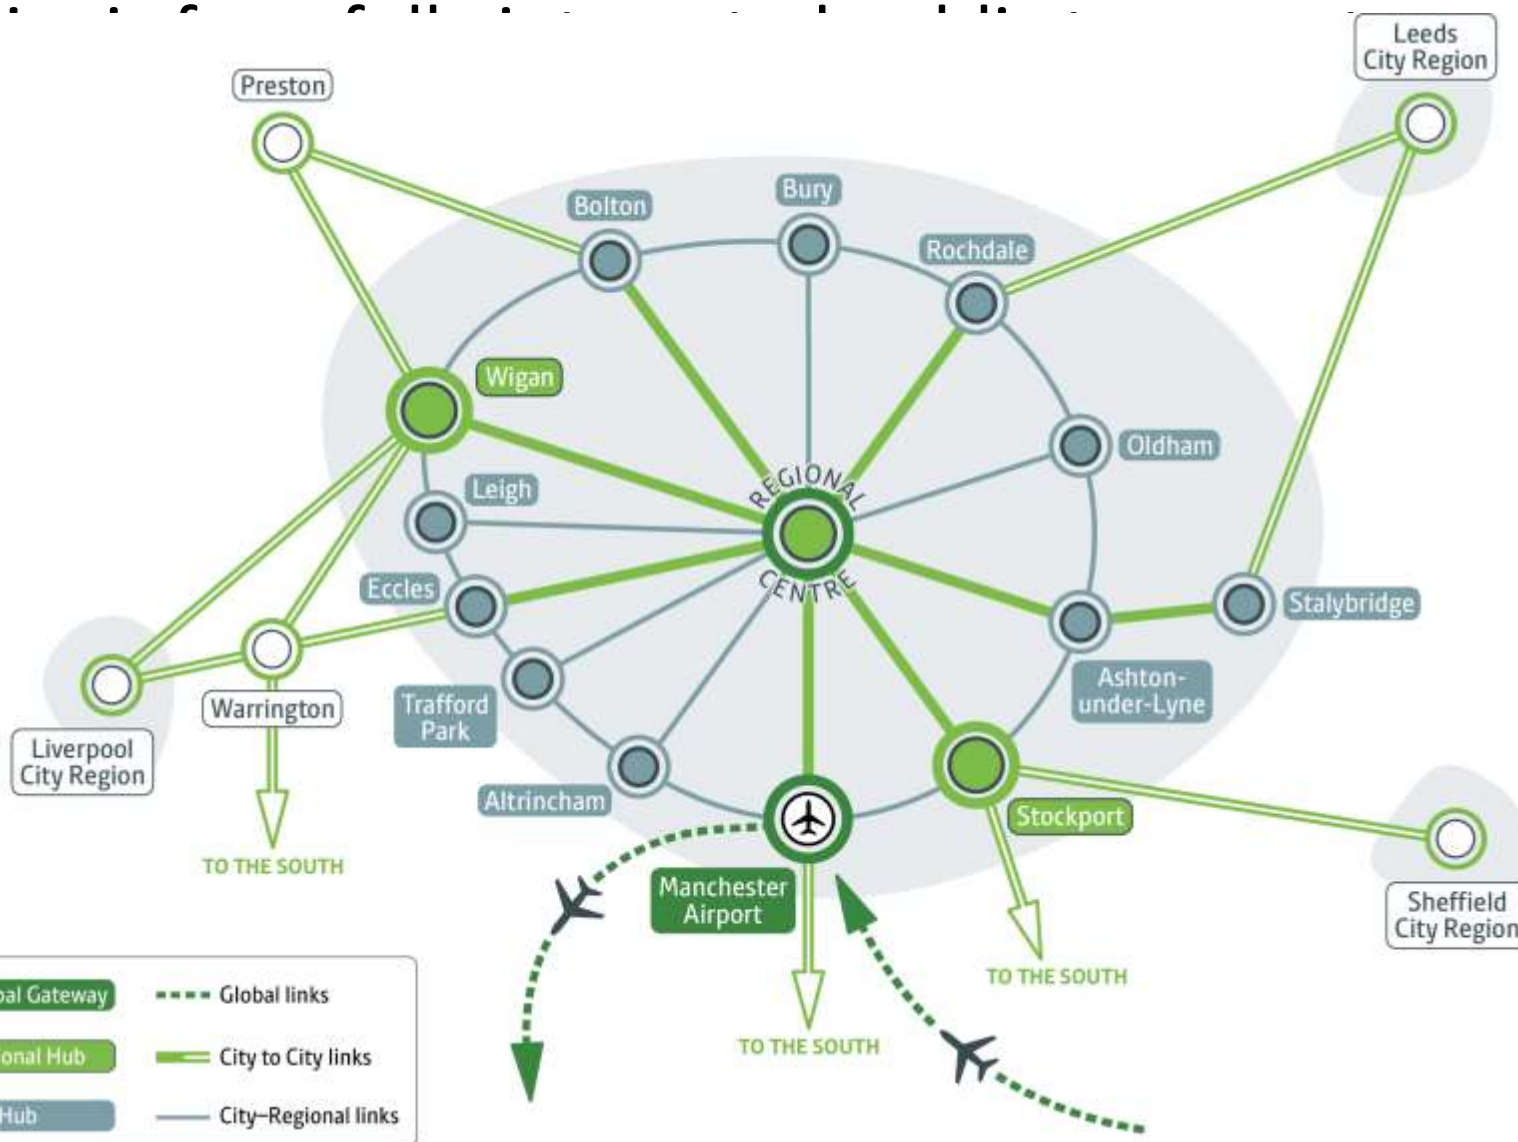 Leeds
City Region
Preston
Bury
Bolton
Rochdale
Wigan
Oldham
REGIONAL
CENTRE
Leigh
Eccles
Stalybridge
Ashton-
under-Lyne
Trafford
Park
Warrington
Liverpool
City Region
Altrincham
Stockport
TO THE SOUTH
Manchester
Airport
Sheffield
City Region
TO THE SOUTH
TO THE SOUTH
Gateway
Global links
Hub
City to City links
Hub
City–Regional links